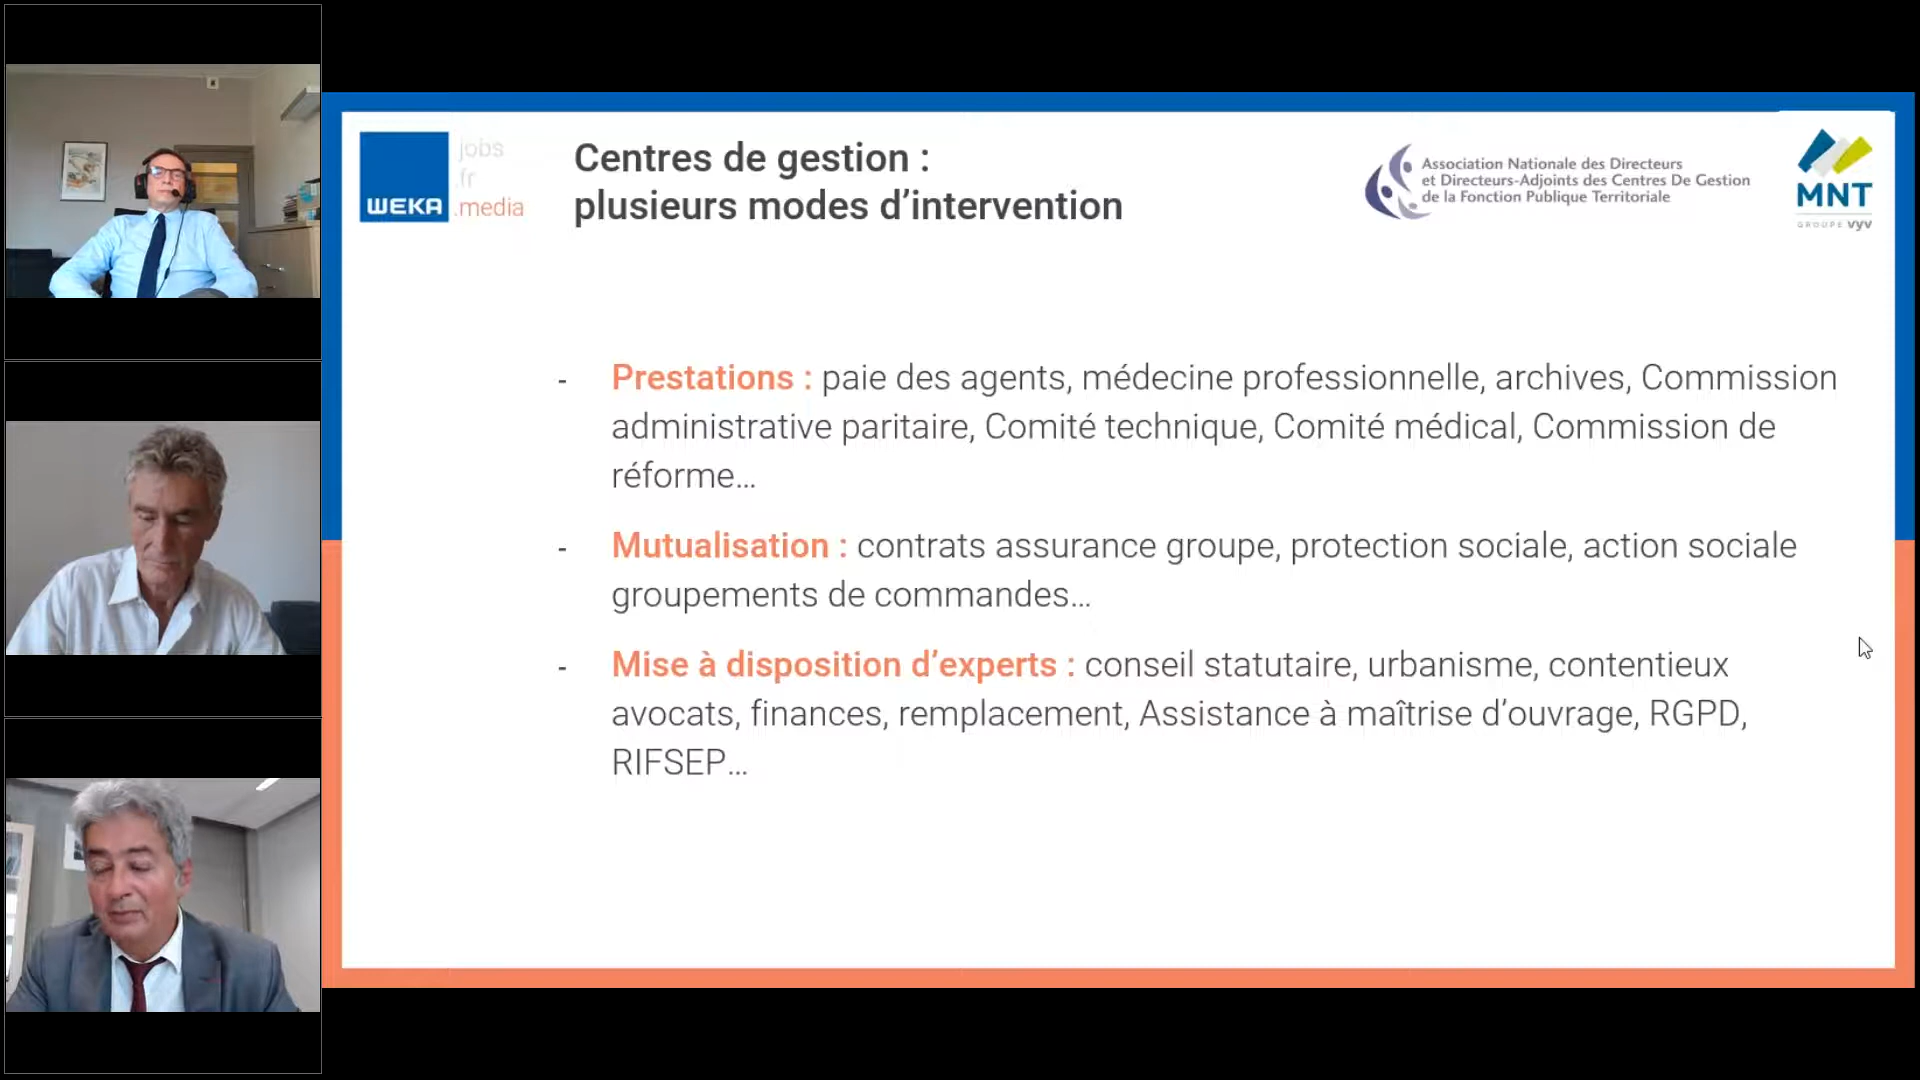 WEKA
jobs
.fr
.media
Centres de gestion :
plusieurs modes d’intervention
Association Nationale des Directeurs
et Directeurs-Adjoints des Centres De Gestion
de la Fonction Publique Territoriale
MNT
GROUPE vyv
- Prestations : paie des agents, médecine professionnelle, archives, Commission
administrative paritaire, Comité technique, Comité médical, Commission de
réforme...
- Mutualisation : contrats assurance groupe, protection sociale, action sociale
groupements de commandes...
- Mise à disposition d’experts : conseil statutaire, urbanisme, contentieux
avocats, finances, remplacement, Assistance à maîtrise d’ouvrage, RGPD,
RIFSEP...